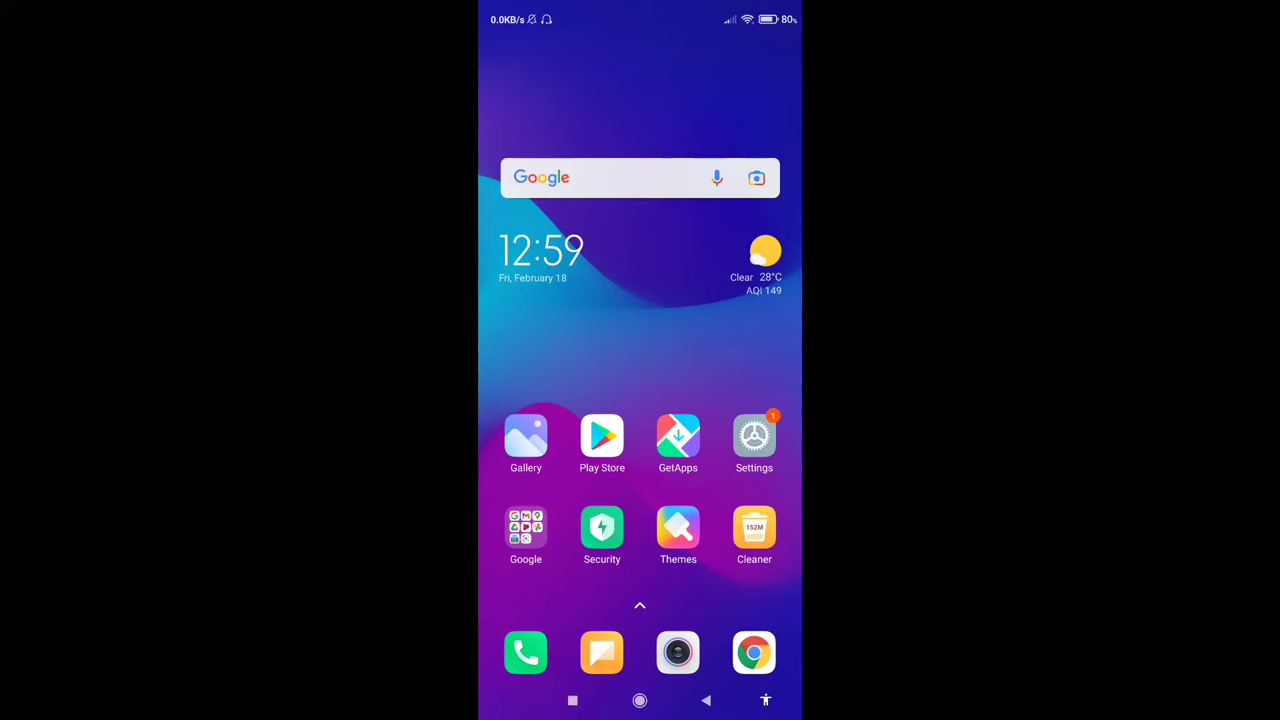 0.0KB/s
80%
Google
12:59
Fri, February 18
Clear 28°C
AQI 149
1
Gallery
Play Store
GetApps
Settings
152M
Google
Security
Themes
Cleaner